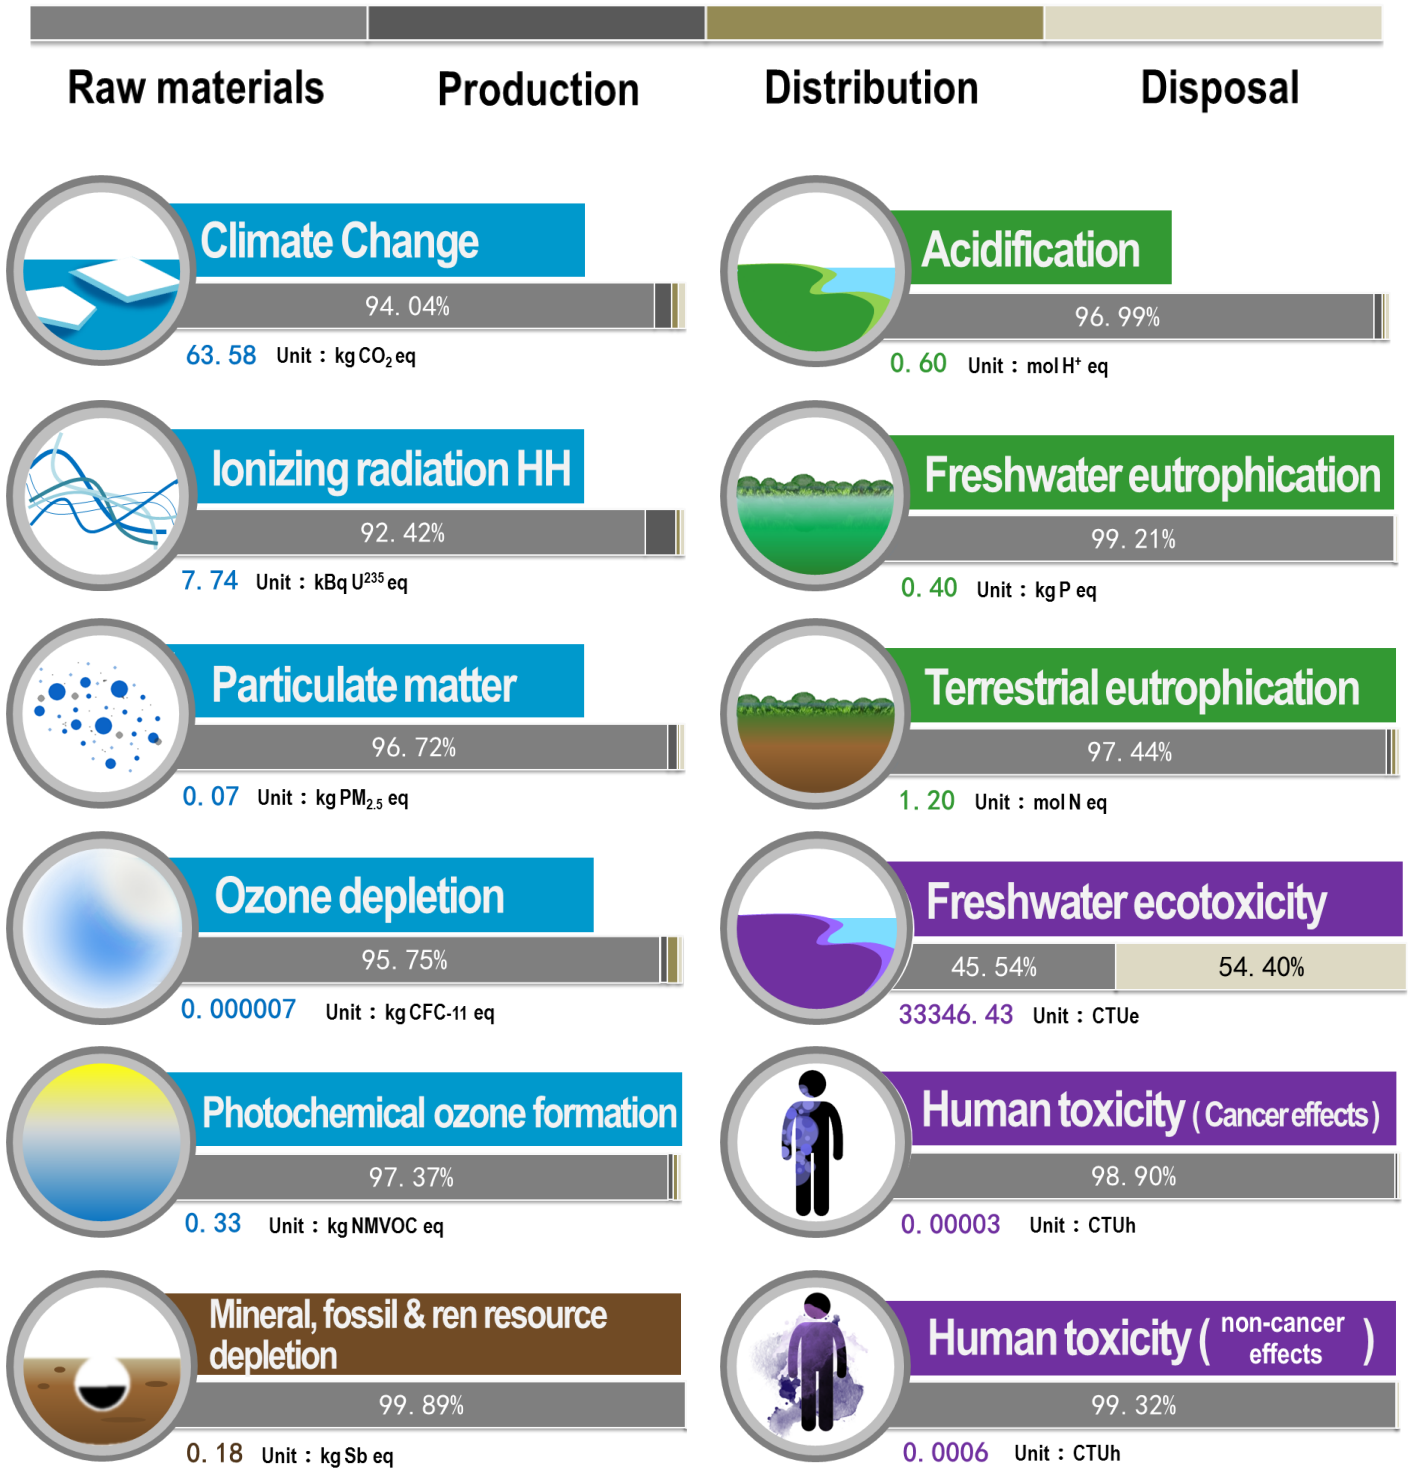 Raw materials
Production
Distribution
Disposal
Climate Change
94.04%
63.58 Unit : kg CO₂ eq
Ionizing radiation HH
92.42%
7.74 Unit : kBq U²³⁵ eq
Particulate matter
96.72%
0.07 Unit : kg PM₂.₅ eq
Ozone depletion
95.75%
0.000007 Unit : kg CFC-11 eq
Photochemical ozone formation
97.37%
0.33 Unit : kg NMVOC eq
Mineral, fossil & ren resource
depletion
99.89%
0.18 Unit : kg Sb eq
Acidification
96.99%
0.60 Unit : mol H⁺ eq
Freshwater eutrophication
99.21%
0.40 Unit : kg P eq
Terrestrial eutrophication
97.44%
1.20 Unit : mol N eq
Freshwater ecotoxicity
45.54% 54.40%
33346.43 Unit : CTUe
Human toxicity (Cancer effects)
98.90%
0.00003 Unit : CTUh
Human toxicity ( non-cancer
effects )
99.32%
0.0006 Unit : CTUh